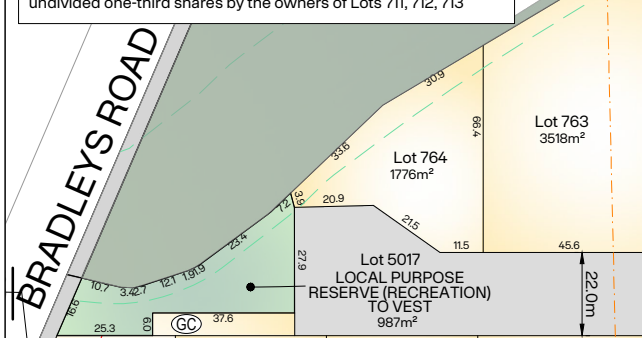 undivided one-third shares by the owners of Lots 711, 712, 713
BRADLEYS ROAD
30.9
66.4
Lot 763
3518m²
33.6
Lot 764
1776m²
7.2
3.9
20.9
21.5
11.5
45.6
23.4
27.9
Lot 5017
LOCAL PURPOSE
RESERVE (RECREATION)
TO VEST
987m²
22.0m
10.7
3.4
2.7
12.1
1.9
1.9
16.6
25.3
6.0
GC
37.6